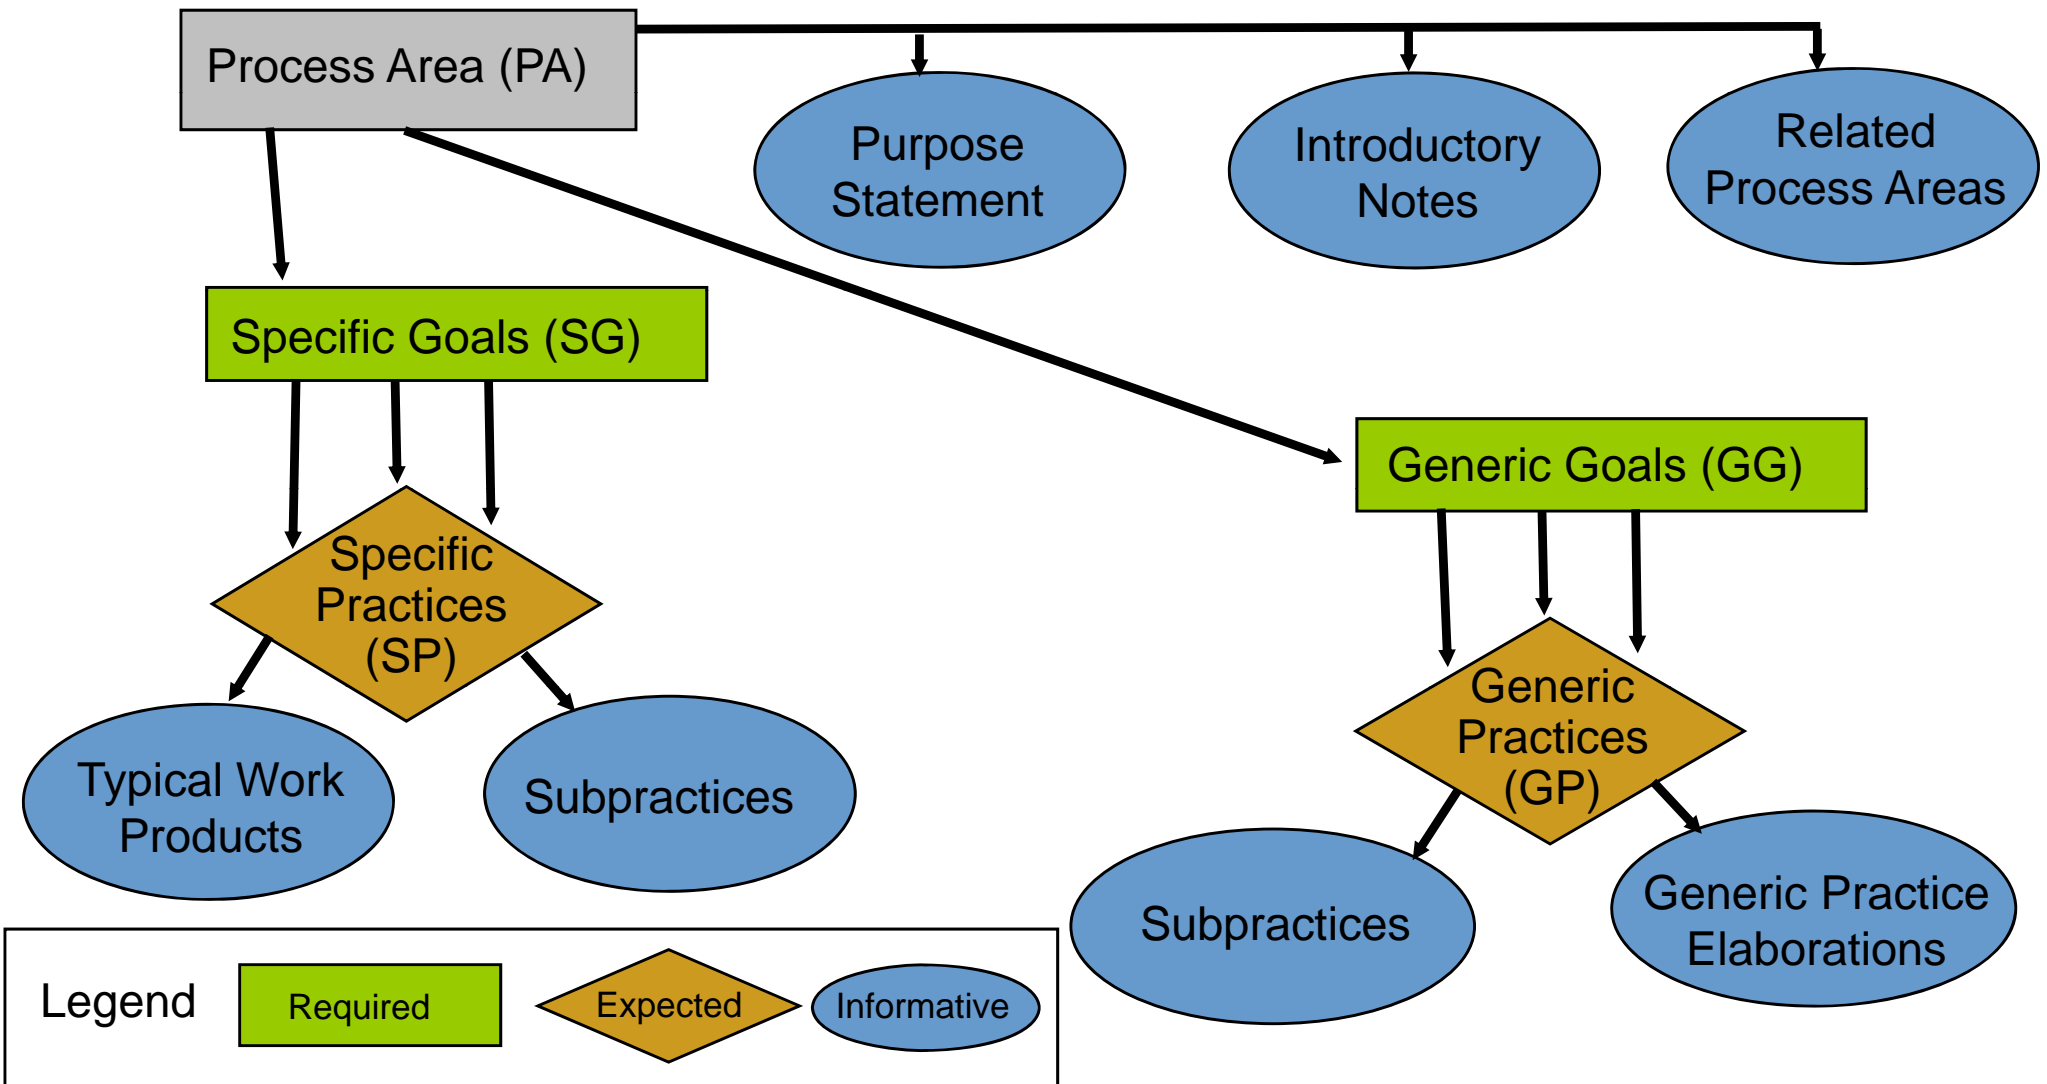 Process Area (PA)
Purpose
Statement
Introductory
Notes
Related
Process Areas
Specific Goals (SG)
Generic Goals (GG)
Specific
Practices
(SP)
Generic
Practices
(GP)
Typical Work
Products
Subpractices
Subpractices
Generic Practice
Elaborations
Legend
Required
Expected
Informative